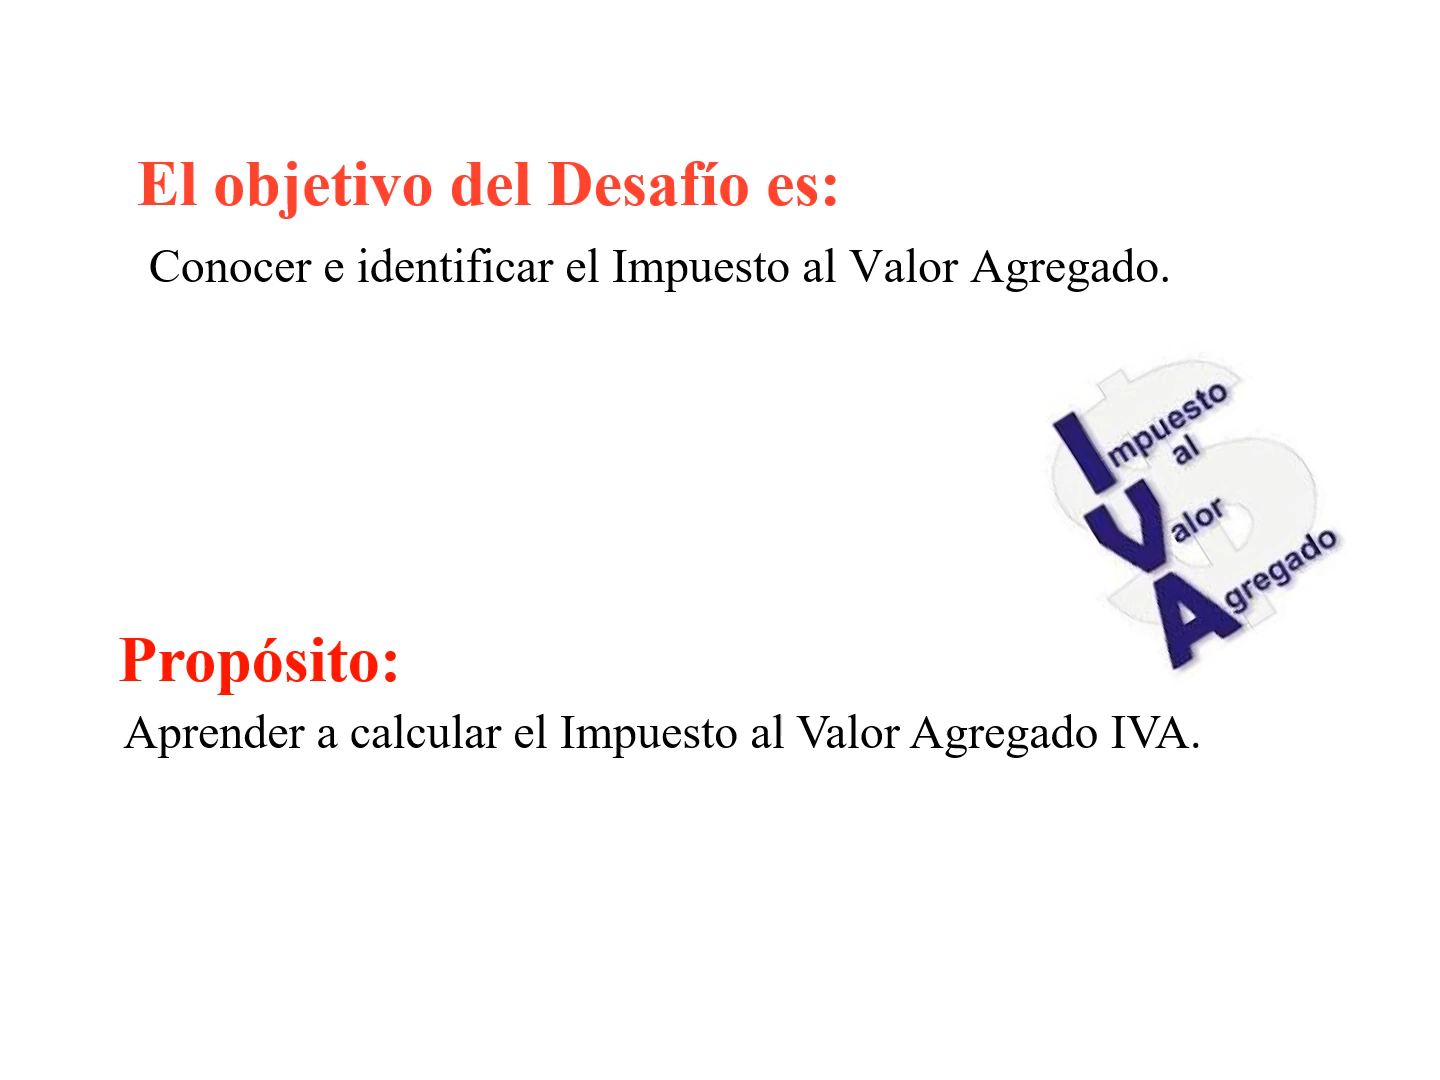 El objetivo del Desafío es:
Conocer e identificar el Impuesto al Valor Agregado.
Impuesto
al
Valor
Agregado
Propósito:
Aprender a calcular el Impuesto al Valor Agregado IVA.